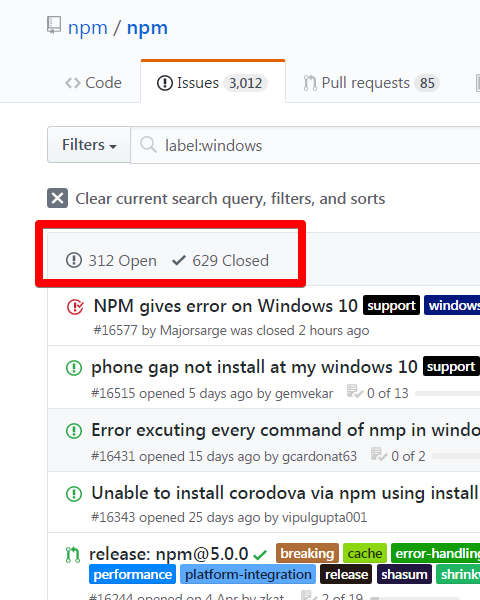 npm / npm
Code Issues 3,012 Pull requests 85
Filters label:windows
Clear current search query, filters, and sorts
312 Open 629 Closed
NPM gives error on Windows 10 support windows
#16577 by Majorsarge was closed 2 hours ago
phone gap not install at my windows 10 support
#16515 opened 5 days ago by gemvekar 0 of 13
Error excuting every command of nmp in windo
#16431 opened 15 days ago by gcardonat63 0 of 2
Unable to install corodova via npm using install
#16343 opened 25 days ago by vipulgupta001
release: npm@5.0.0 breaking cache error-handling
performance platform-integration release shasum shrinkw
#16244 opened on 4 Apr by zkat 2 of 19